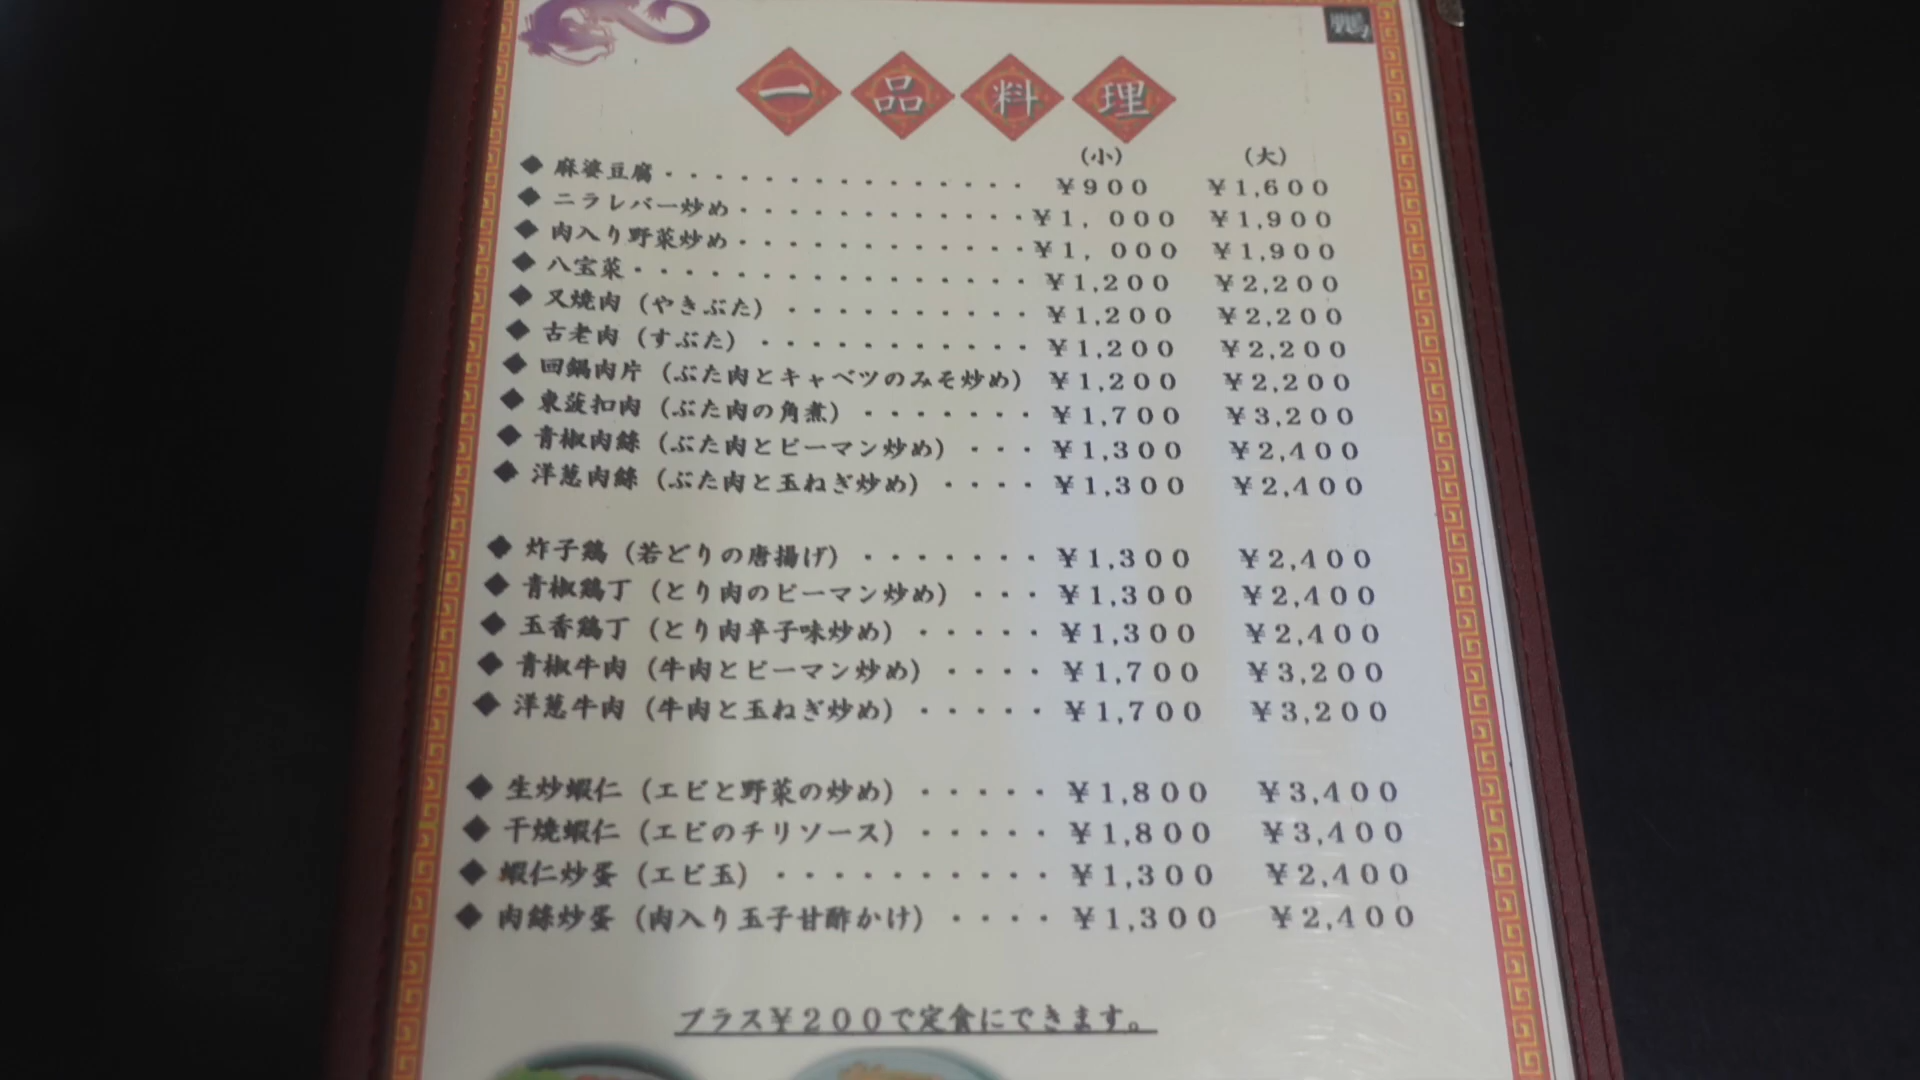 一品料理
(小) (大)
◆ 麻婆豆腐・・・・・・・・・・・・・・・ ¥900 ¥1,600
◆ ニラレバー炒め・・・・・・・・・・・・¥1, 000 ¥1,900
◆ 肉入り野菜炒め・・・・・・・・・・・・¥1, 000 ¥1,900
◆ 八宝菜・・・・・・・・・・・・・・・・ ¥1,200 ¥2,200
◆ 叉焼肉 (やきぶた) ・・・・・・・・・・ ¥1,200 ¥2,200
◆ 古老肉 (すぶた) ・・・・・・・・・・・ ¥1,200 ¥2,200
◆ 回鍋肉片 (ぶた肉とキャベツのみそ炒め) ¥1,200 ¥2,200
◆ 東菠扣肉 (ぶた肉の角煮) ・・・・・・・ ¥1,700 ¥3,200
◆ 青椒肉絲 (ぶた肉とピーマン炒め) ・・・ ¥1,300 ¥2,400
◆ 洋葱肉絲 (ぶた肉と玉ねぎ炒め) ・・・・ ¥1,300 ¥2,400
◆ 炸子鶏 (若どりの唐揚げ) ・・・・・・・ ¥1,300 ¥2,400
◆ 青椒鶏丁 (とり肉のピーマン炒め) ・・・ ¥1,300 ¥2,400
◆ 玉香鶏丁 (とり肉辛子味炒め) ・・・・・ ¥1,300 ¥2,400
◆ 青椒牛肉 (牛肉とピーマン炒め) ・・・・ ¥1,700 ¥3,200
◆ 洋葱牛肉 (牛肉と玉ねぎ炒め) ・・・・・ ¥1,700 ¥3,200
◆ 生炒蝦仁 (エビと野菜の炒め) ・・・・・ ¥1,800 ¥3,400
◆ 干焼蝦仁 (エビのチリソース) ・・・・・ ¥1,800 ¥3,400
◆ 蝦仁炒蛋 (エビ玉) ・・・・・・・・・・ ¥1,300 ¥2,400
◆ 肉絲炒蛋 (肉入り玉子甘酢かけ) ・・・・ ¥1,300 ¥2,400
プラス¥200で定食にできます。